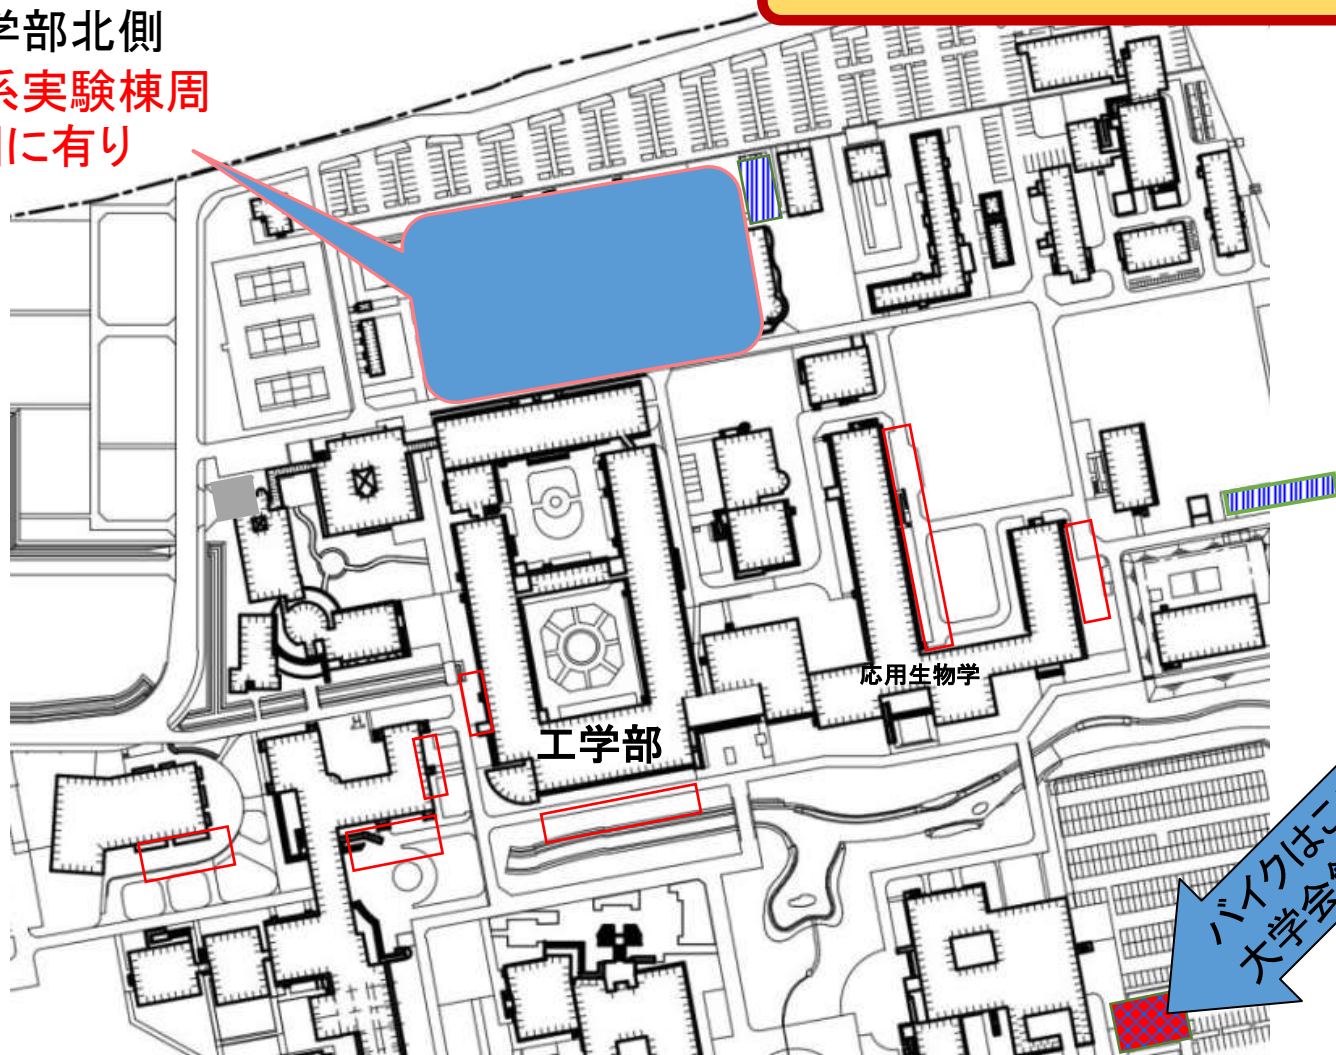 学部北側
系実験棟周
に有り
応用生物学
工学部
バイクはこ
大学会